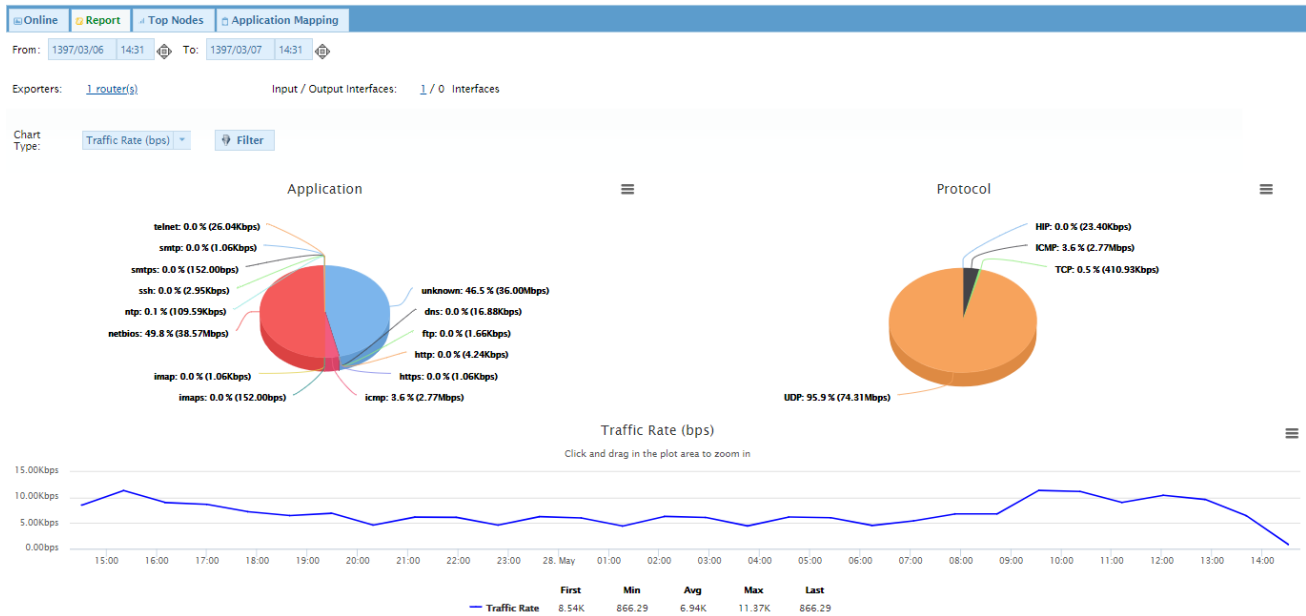 Online Report Top Nodes Application Mapping
From: 1397/03/06 14:31 To: 1397/03/07 14:31
Exporters: 1 router(s) Input / Output Interfaces: 1 / 0 Interfaces
Chart Type: Traffic Rate (bps) Filter
Application
telnet: 0.0 % (26.04Kbps)
smtp: 0.0 % (1.06Kbps)
smtps: 0.0 % (152.00bps)
ssh: 0.0 % (2.95Kbps)
ntp: 0.1 % (109.59Kbps)
netbios: 49.8 % (38.57Mbps)
imap: 0.0 % (1.06Kbps)
imaps: 0.0 % (152.00bps)
unknown: 46.5 % (36.00Mbps)
dns: 0.0 % (16.88Kbps)
ftp: 0.0 % (1.66Kbps)
http: 0.0 % (4.24Kbps)
https: 0.0 % (1.06Kbps)
icmp: 3.6 % (2.77Mbps)
Protocol
HIP: 0.0 % (23.40Kbps)
ICMP: 3.6 % (2.77Mbps)
TCP: 0.5 % (410.93Kbps)
UDP: 95.9 % (74.31Mbps)
Traffic Rate (bps)
Click and drag in the plot area to zoom in
15.00Kbps
10.00Kbps
5.00Kbps
0.00bps
15:00 16:00 17:00 18:00 19:00 20:00 21:00 22:00 23:00 28. May 01:00 02:00 03:00 04:00 05:00 06:00 07:00 08:00 09:00 10:00 11:00 12:00 13:00 14:00
First Min Avg Max Last
Traffic Rate 8.54K 866.29 6.94K 11.37K 866.29